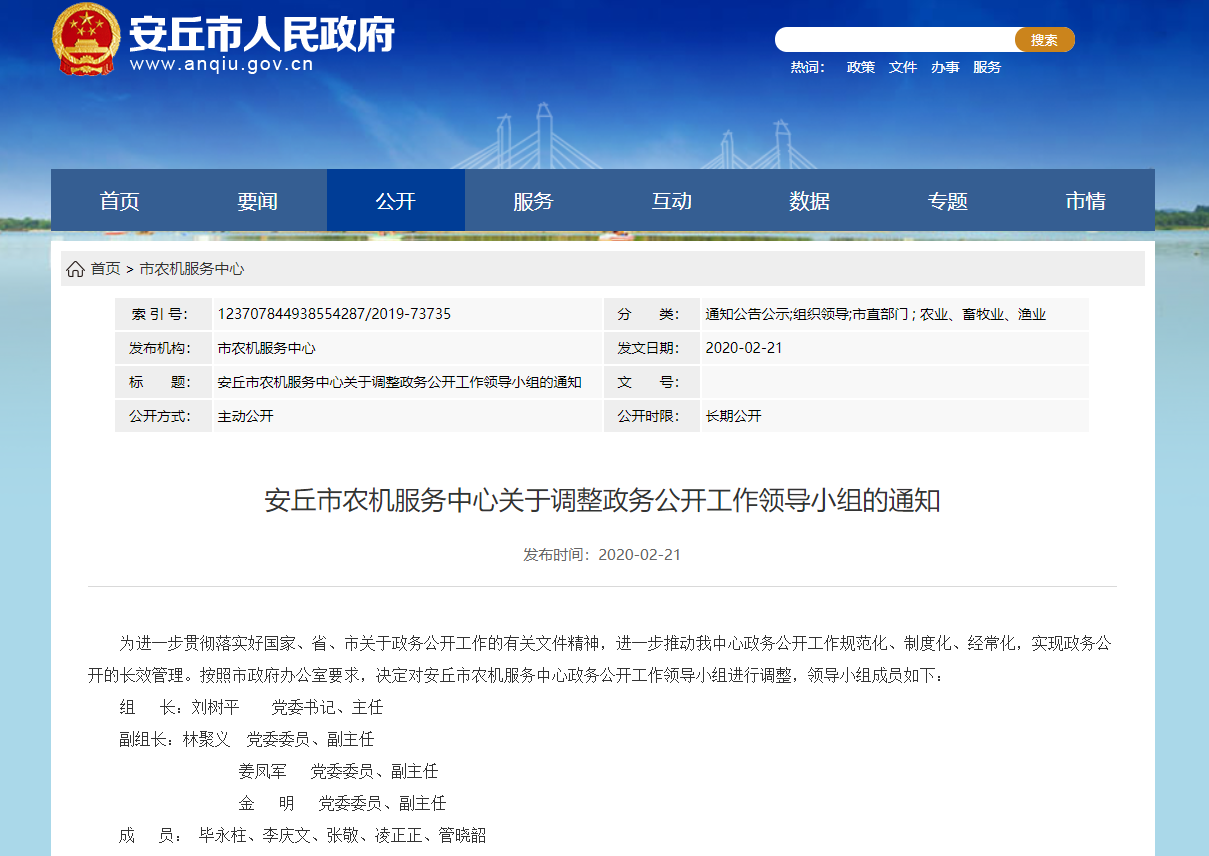 安丘市人民政府
www.anqiu.gov.cn
搜索
热词： 政策 文件 办事 服务
首页 要闻 公开 服务 互动 数据 专题 市情
首页 > 市农机服务中心
索 引 号： 123707844938554287/2019-73735 分 类： 通知公告公示;组织领导;市直部门 ; 农业、畜牧业、渔业
发布机构： 市农机服务中心 发文日期： 2020-02-21
标 题： 安丘市农机服务中心关于调整政务公开工作领导小组的通知 文 号：
公开方式： 主动公开 公开时限： 长期公开
安丘市农机服务中心关于调整政务公开工作领导小组的通知
发布时间：2020-02-21
为进一步贯彻落实好国家、省、市关于政务公开工作的有关文件精神，进一步推动我中心政务公开工作规范化、制度化、经常化，实现政务公
开的长效管理。按照市政府办公室要求，决定对安丘市农机服务中心政务公开工作领导小组进行调整，领导小组成员如下：
组 长：刘树平 党委书记、主任
副组长：林聚义 党委委员、副主任
姜凤军 党委委员、副主任
金 明 党委委员、副主任
成 员： 毕永柱、李庆文、张敬、凌正正、管晓韶